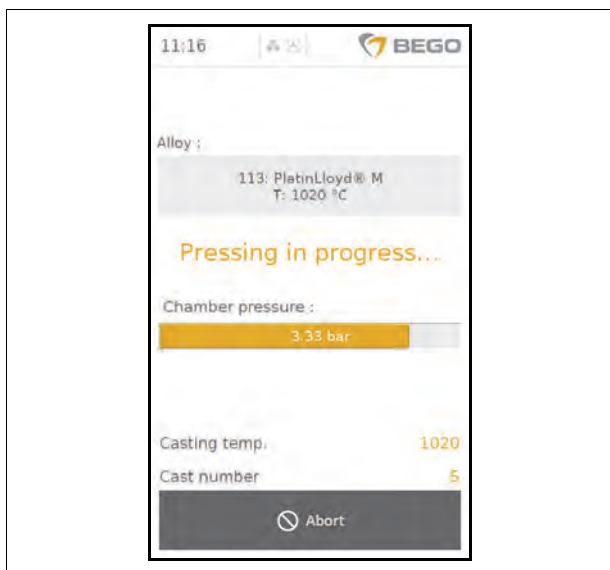 11:16
BEGO
Alloy :
113: PlatinLloyd® M
T: 1020 °C
Pressing in progress...
Chamber pressure :
3.33 bar
Casting temp. 1020
Cast number 5
Abort